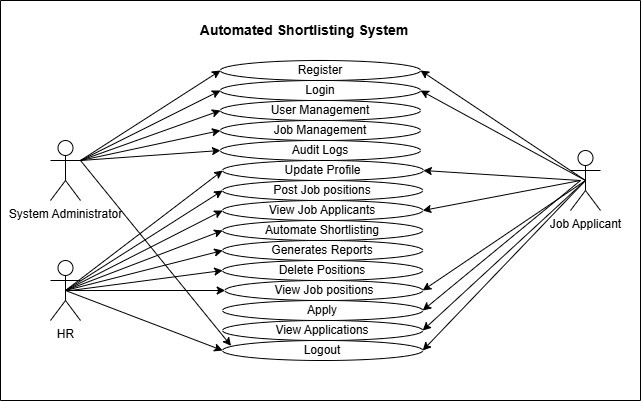 Automated Shortlisting System
Register
Login
User Management
Job Management
Audit Logs
Update Profile
Post Job positions
View Job Applicants
Automate Shortlisting
Generates Reports
Delete Positions
View Job positions
Apply
View Applications
Logout
System Administrator
HR
Job Applicant